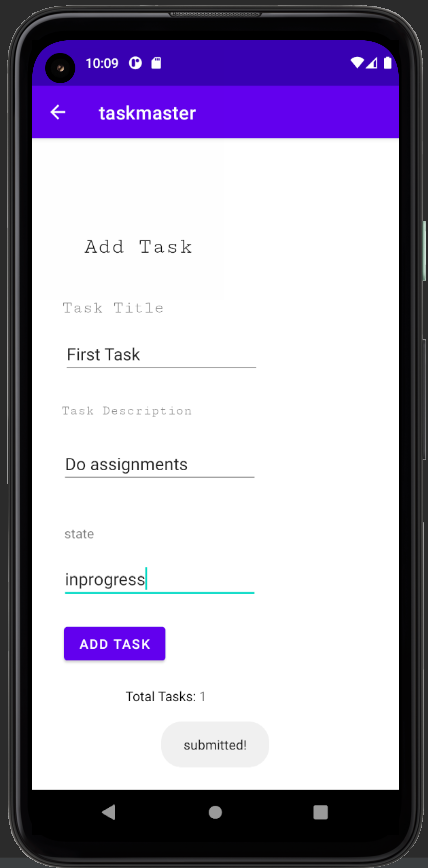 10:09
taskmaster
Add Task
Task Title
First Task
Task Description
Do assignments
state
inprogress
ADD TASK
Total Tasks: 1
submitted!